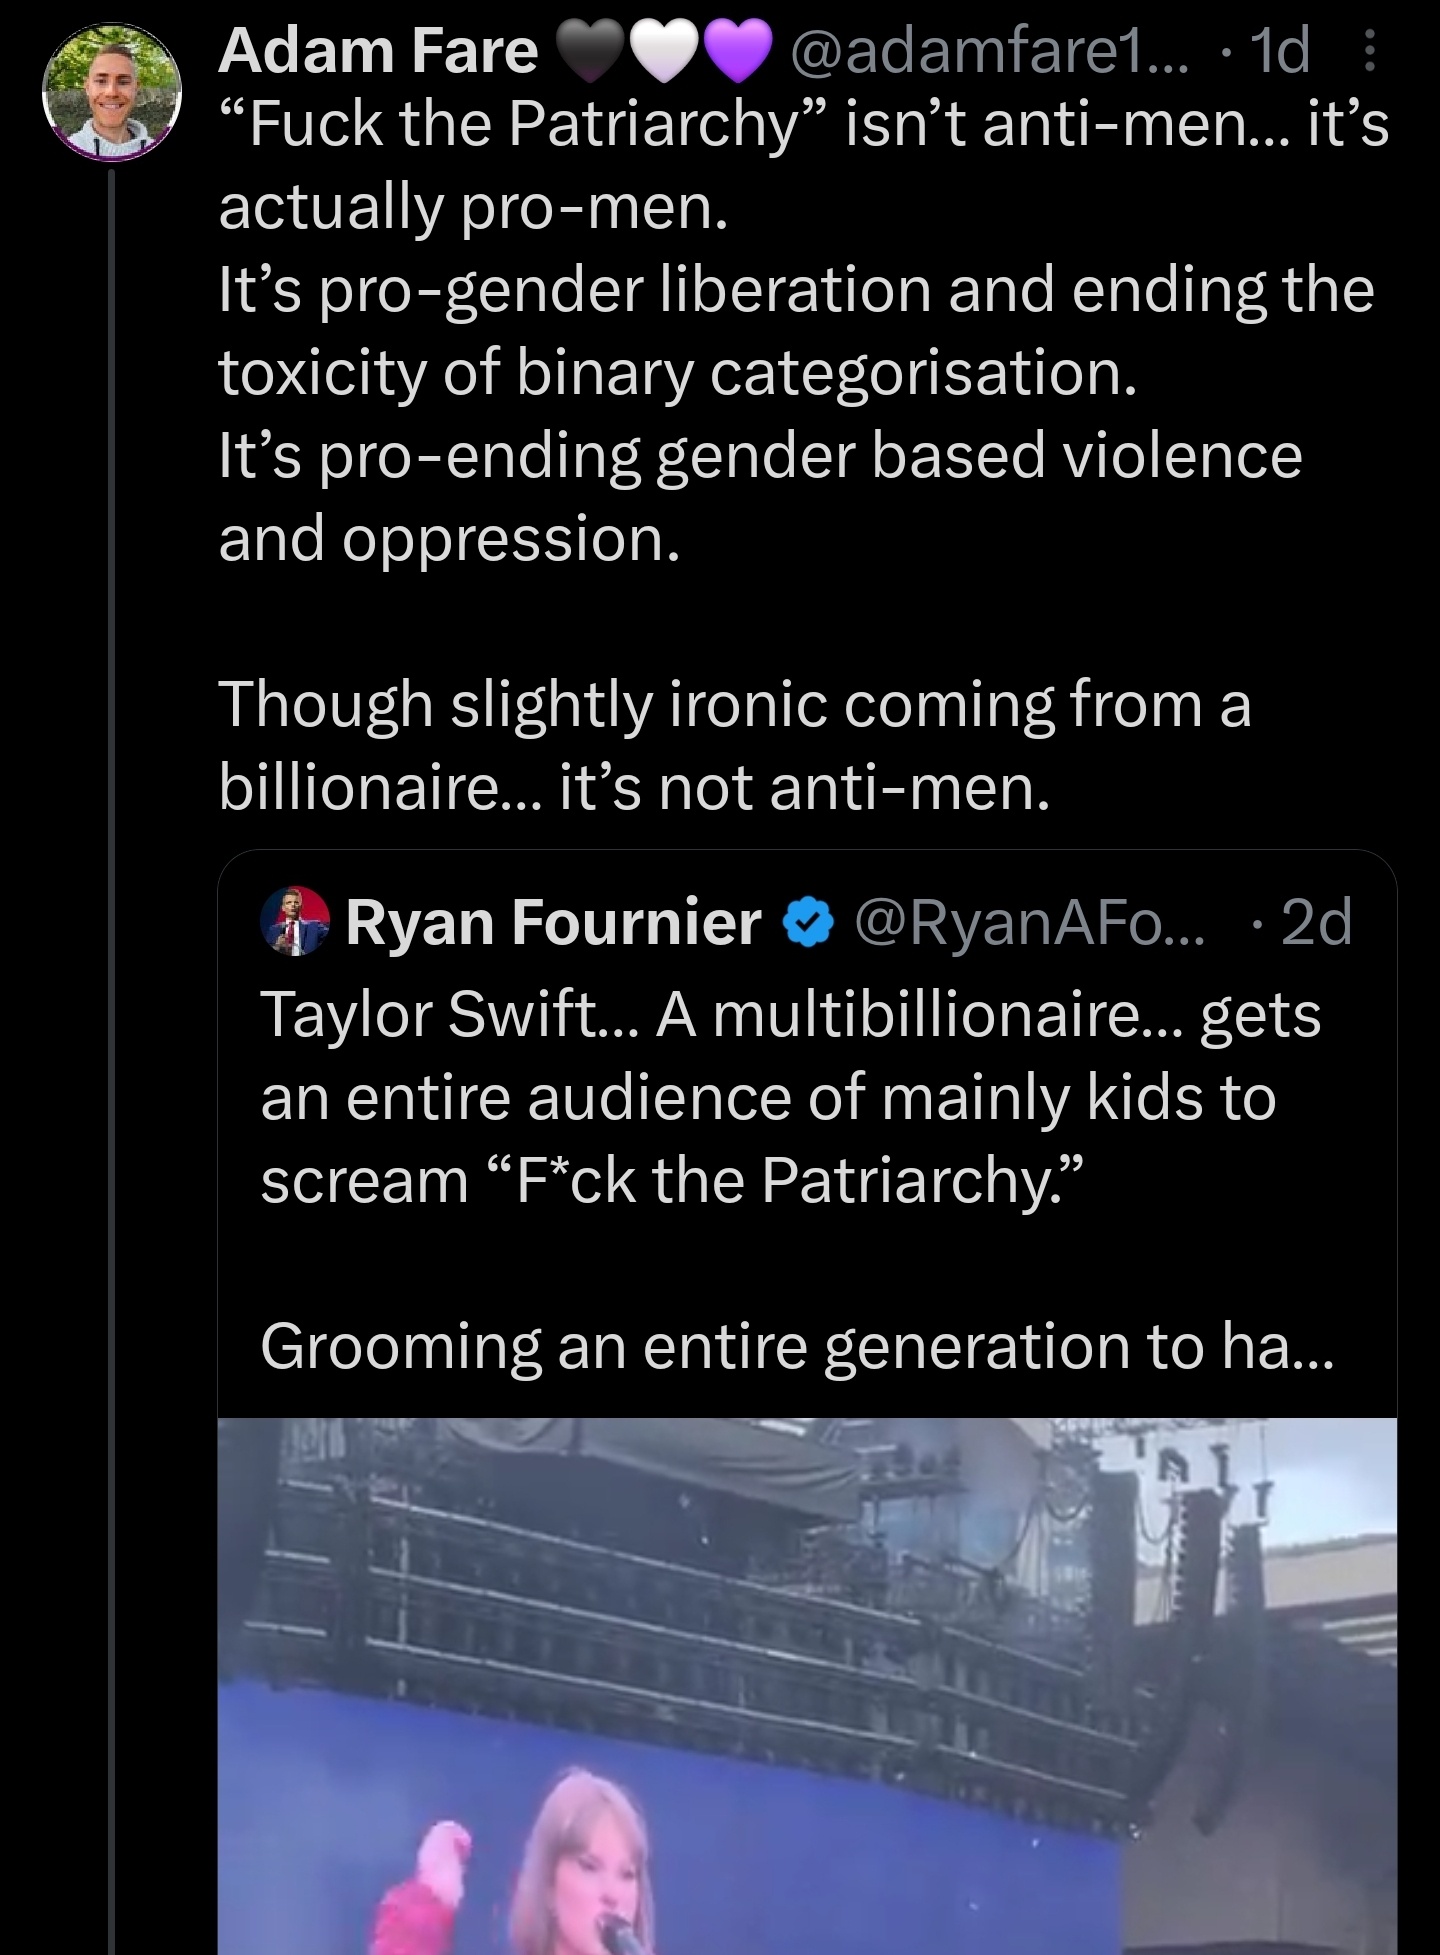 Adam Fare 🖤🤍💜 @adamfare1... · 1d
“Fuck the Patriarchy” isn’t anti-men... it’s
actually pro-men.
It’s pro-gender liberation and ending the
toxicity of binary categorisation.
It’s pro-ending gender based violence
and oppression.
Though slightly ironic coming from a
billionaire... it’s not anti-men.
Ryan Fournier @RyanAFo... · 2d
Taylor Swift... A multibillionaire... gets
an entire audience of mainly kids to
scream “F*ck the Patriarchy.”
Grooming an entire generation to ha...